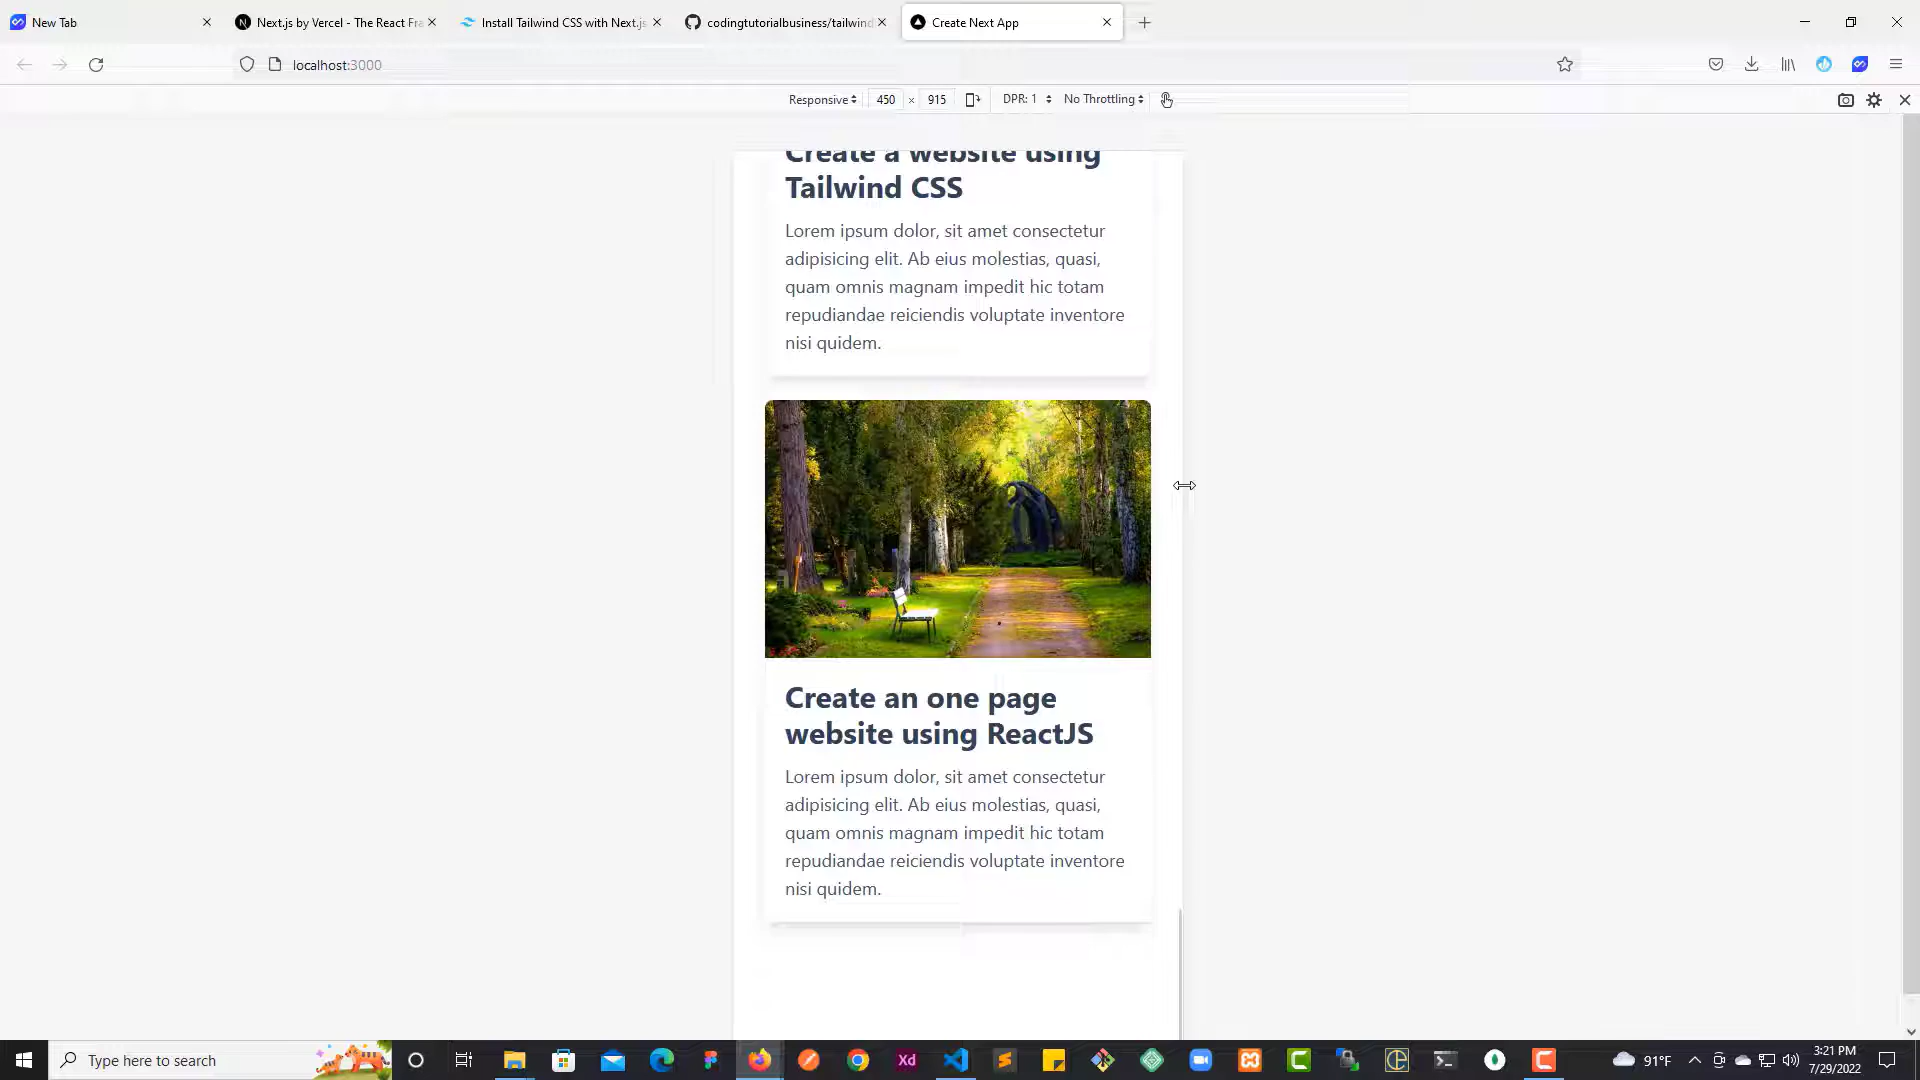 New Tab
Next.js by Vercel - The React Fra
Install Tailwind CSS with Next.js
codingtutorialbusiness/tailwind
Create Next App
localhost:3000
Responsive 450 × 915 DPR: 1 No Throttling
Create a website using
Tailwind CSS
Lorem ipsum dolor, sit amet consectetur
adipisicing elit. Ab eius molestias, quasi,
quam omnis magnam impedit hic totam
repudiandae reiciendis voluptate inventore
nisi quidem.
Create an one page
website using ReactJS
Lorem ipsum dolor, sit amet consectetur
adipisicing elit. Ab eius molestias, quasi,
quam omnis magnam impedit hic totam
repudiandae reiciendis voluptate inventore
nisi quidem.
Type here to search
Xd
91°F
3:21 PM
7/29/2022